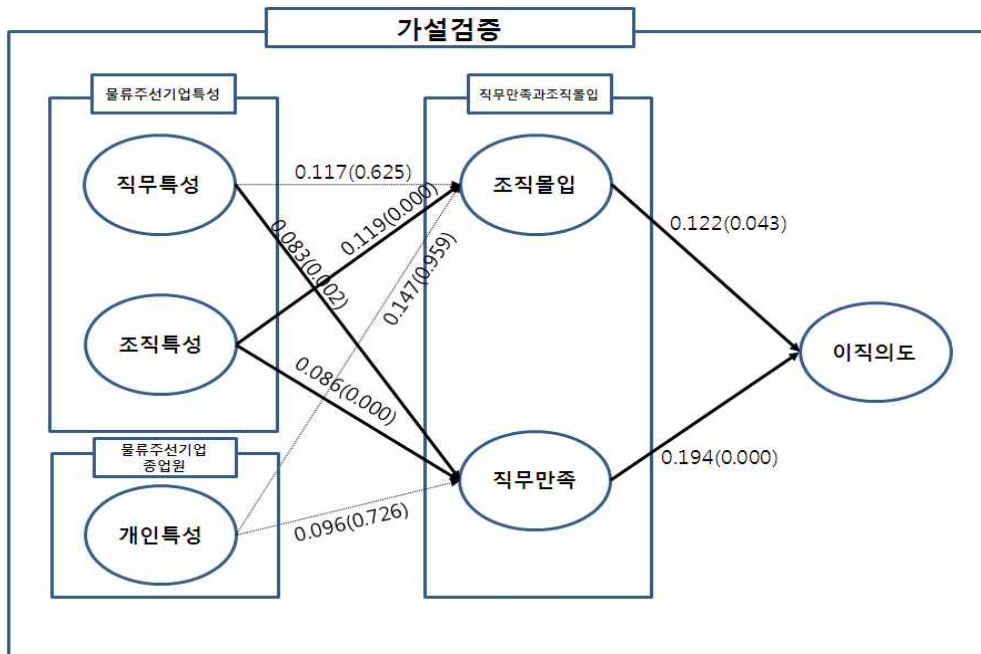 가설검증
물류주선기업특성
직무만족과조직몰입
직무특성
0.117(0.625)
조직몰입
0.119(0.000)
0.083(0.002)
0.147(0.959)
0.122(0.043)
조직특성
이직의도
0.086(0.000)
물류주선기업
종업원
직무만족
0.194(0.000)
개인특성
0.096(0.726)